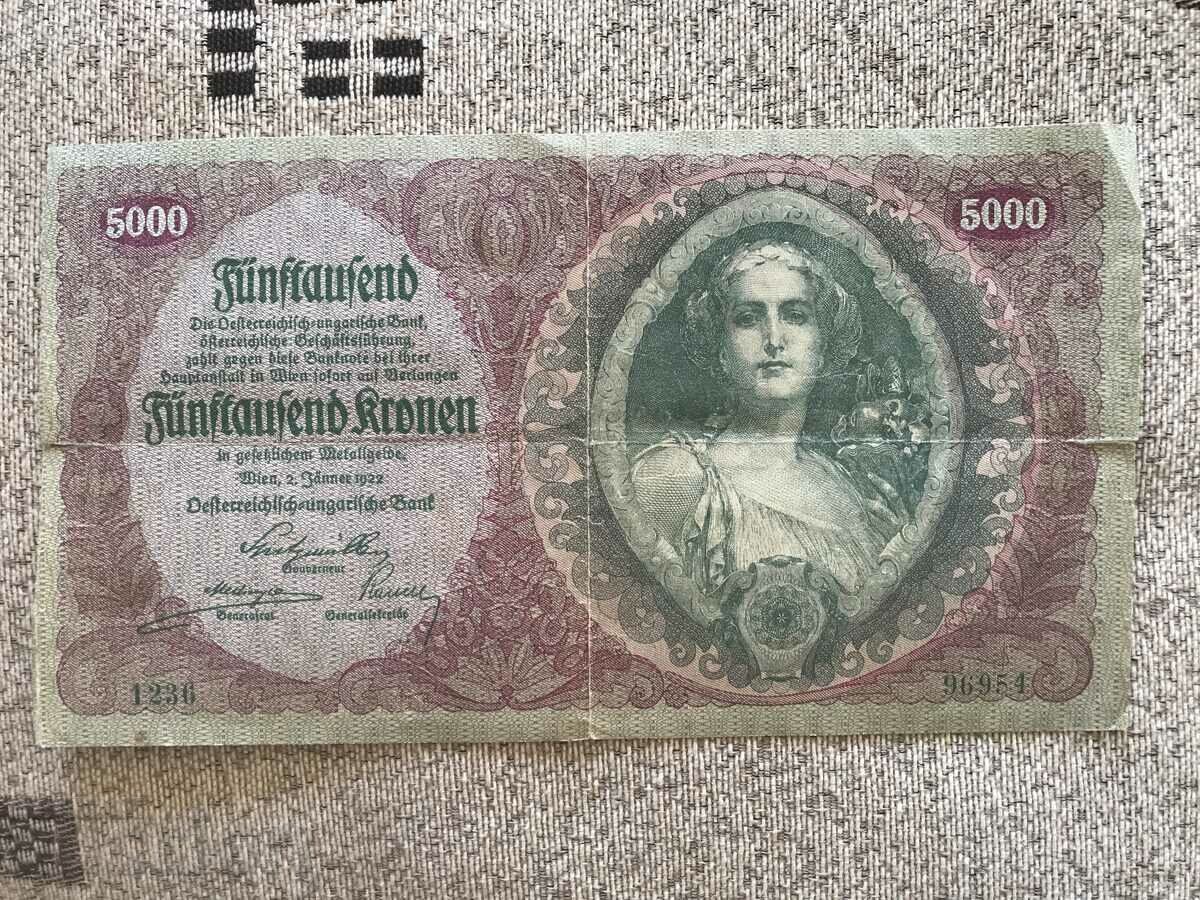 5000
5000
Fünftausend
Die Oesterreichisch-ungarische Bank,
österreichische Geschäftsführung,
zahlt gegen diese Banknote bei ihrer
Hauptanstalt in Wien sofort auf Verlangen
Fünftausend Kronen
in gesetzlichem Metallgelde.
Wien, 2. Jänner 1922
Oesterreichisch-ungarische Bank
Gouverneur
Generalrat Generalsekretär
1236
96954